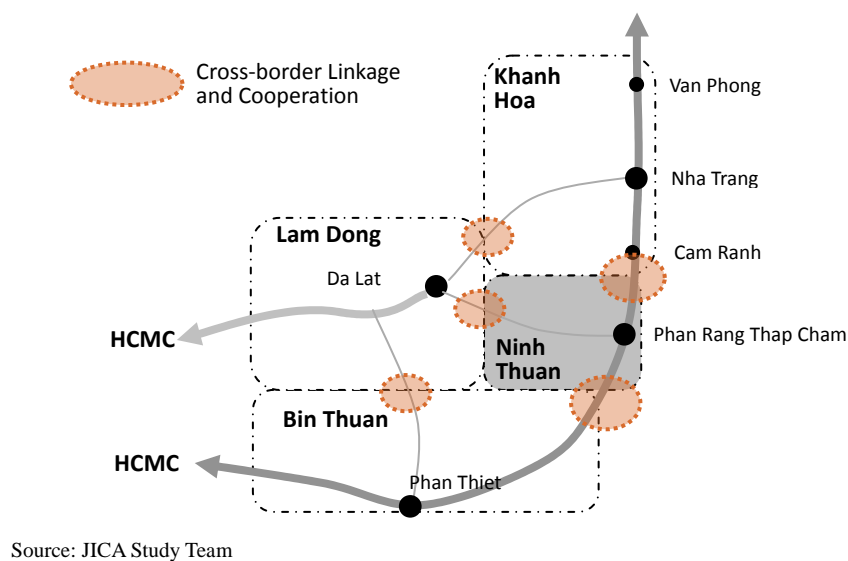 Cross-border Linkage
and Cooperation
Khanh
Hoa
Van Phong
Nha Trang
Lam Dong
Cam Ranh
Da Lat
HCMC
Phan Rang Thap Cham
Ninh
Thuan
Bin Thuan
HCMC
Phan Thiet
Source: JICA Study Team